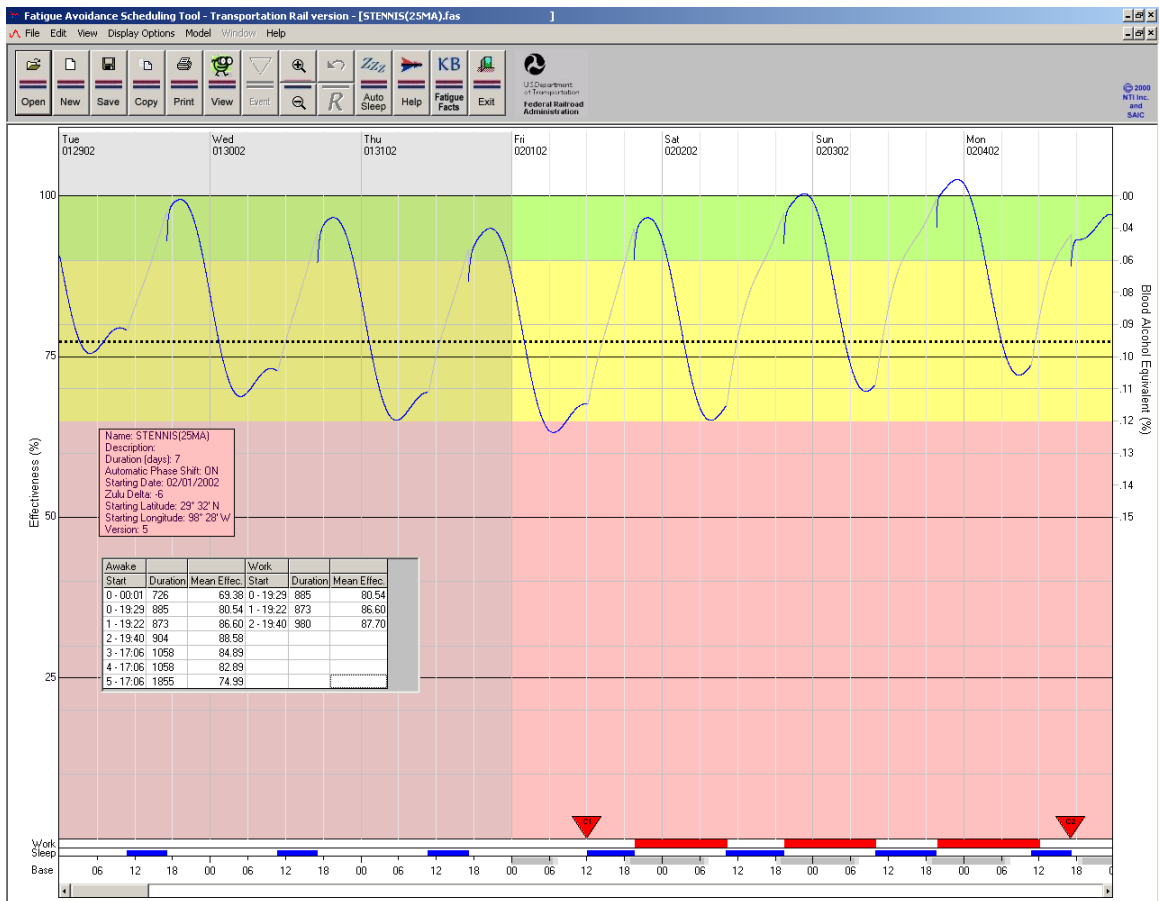 Fatigue Avoidance Scheduling Tool - Transportation Rail version - [STENNIS(25MA).fas ]
File Edit View Display Options Model Window Help
Open New Save Copy Print View Event R Zzz Auto Sleep Help KB Fatigue Facts Exit
U.S.Department
of Transportation
Federal Railroad
Administration
© 2000
NTI Inc.
and
SAIC
Tue Wed Thu Fri Sat Sun Mon
012902 013002 013102 020102 020202 020302 020402
100
75
50
25
Effectiveness (%)
.00
.04
.06
.08
.09
.10
.11
.12
.13
.14
.15
Blood Alcohol Equivalent (%)
Name: STENNIS(25MA)
Description:
Duration (days): 7
Automatic Phase Shift: ON
Starting Date: 02/01/2002
Zulu Delta: -6
Starting Latitude: 29° 32' N
Starting Longitude: 98° 28' W
Version: 5
Awake Work
Start Duration Mean Effec. Start Duration Mean Effec.
0 - 00:01 726 69.38 0 - 19:29 885 80.54
0 - 19:29 885 80.54 1 - 19:22 873 86.60
1 - 19:22 873 86.60 2 - 19:40 980 87.70
2 - 19:40 904 88.58
3 - 17:06 1058 84.89
4 - 17:06 1058 82.89
5 - 17:06 1855 74.99
Work
Sleep
Base 06 12 18 00 06 12 18 00 06 12 18 00 06 12 18 00 06 12 18 00 06 12 18 00 06 12 18